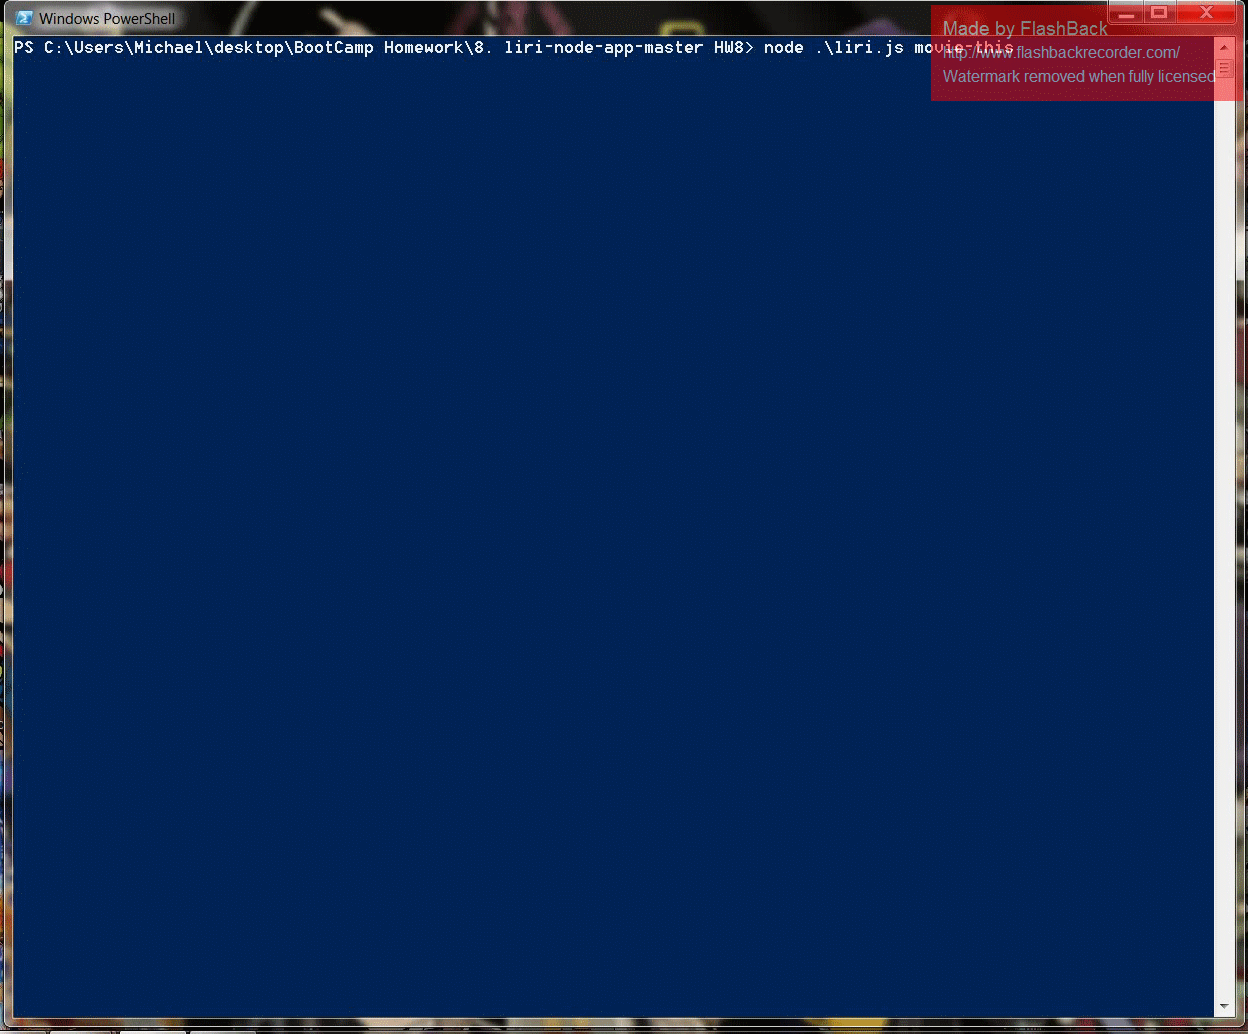 Windows PowerShell
PS C:\Users\Michael\desktop\BootCamp Homework\8. liri-node-app-master HW8> node .\liri.js movie-this
Made by FlashBack
http://www.flashbackrecorder.com/
Watermark removed when fully licensed